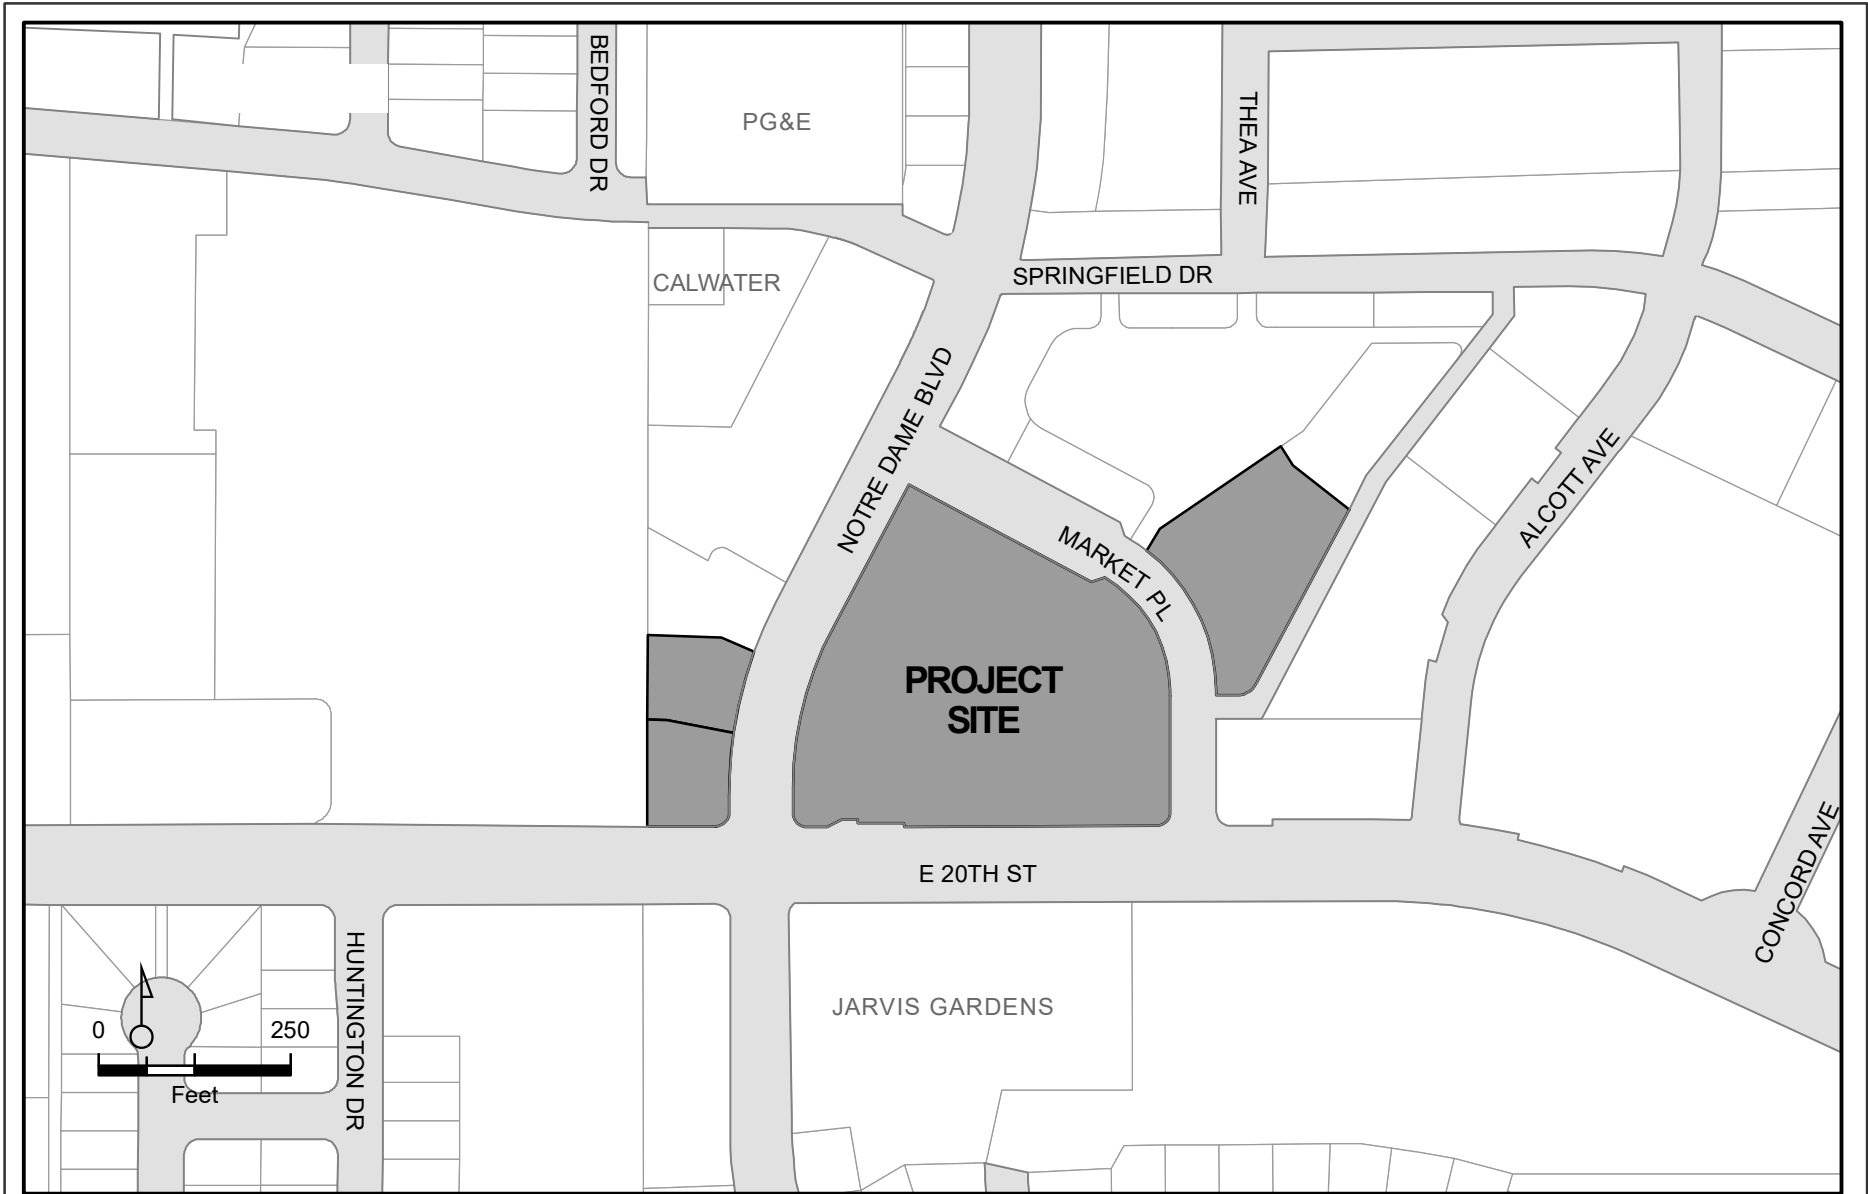 BEDFORD DR
PG&E
THEA AVE
CALWATER
SPRINGFIELD DR
NOTRE DAME BLVD
MARKET PL
ALCOTT AVE
PROJECT
SITE
E 20TH ST
CONCORD AVE
HUNTINGTON DR
JARVIS GARDENS
0 250
Feet